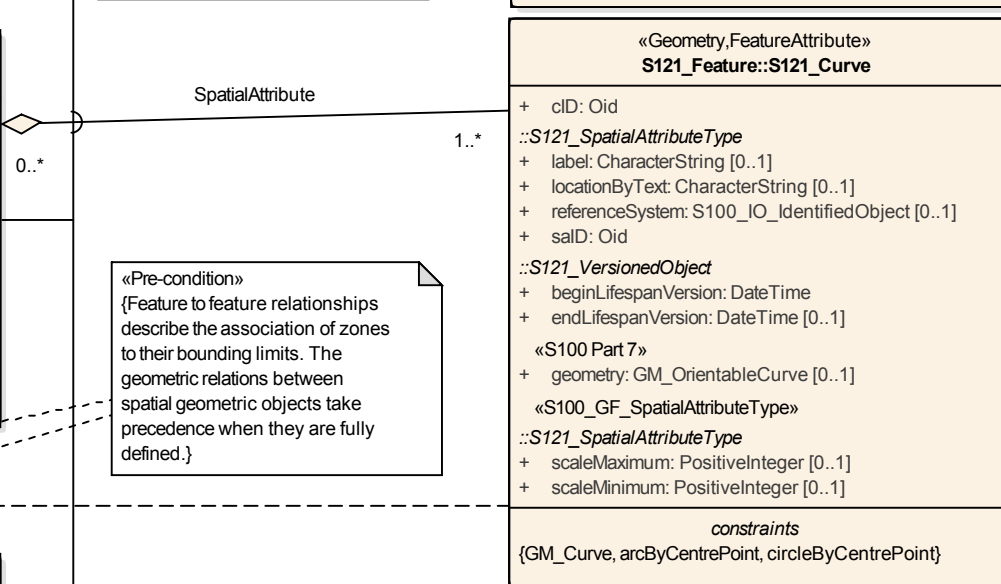 SpatialAttribute
0..*
1..*
«Pre-condition»
{Feature to feature relationships
describe the association of zones
to their bounding limits. The
geometric relations between
spatial geometric objects take
precedence when they are fully
defined.}
«Geometry,FeatureAttribute»
S121_Feature::S121_Curve
+ cID: Oid
::S121_SpatialAttributeType
+ label: CharacterString [0..1]
+ locationByText: CharacterString [0..1]
+ referenceSystem: S100_IO_IdentifiedObject [0..1]
+ saID: Oid
::S121_VersionedObject
+ beginLifespanVersion: DateTime
+ endLifespanVersion: DateTime [0..1]
«S100 Part 7»
+ geometry: GM_OrientableCurve [0..1]
«S100_GF_SpatialAttributeType»
::S121_SpatialAttributeType
+ scaleMaximum: PositiveInteger [0..1]
+ scaleMinimum: PositiveInteger [0..1]
constraints
{GM_Curve, arcByCentrePoint, circleByCentrePoint}